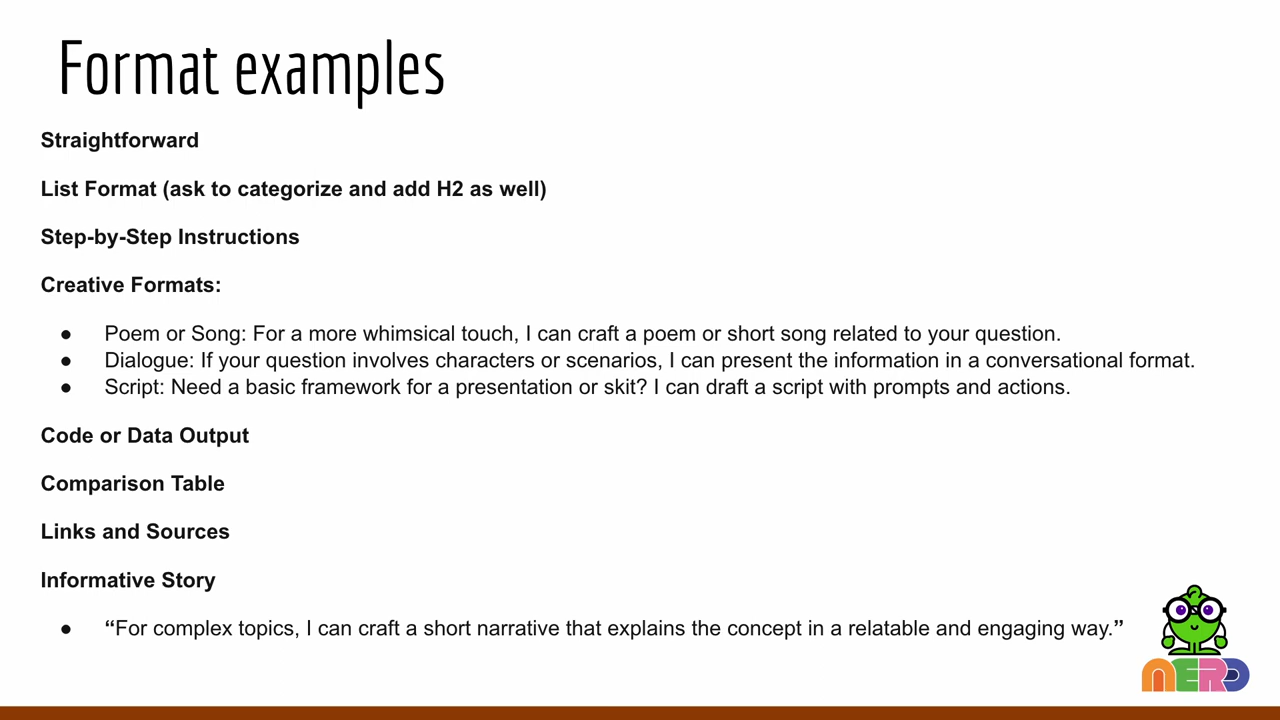 Format examples
Straightforward
List Format (ask to categorize and add H2 as well)
Step-by-Step Instructions
Creative Formats:
● Poem or Song: For a more whimsical touch, I can craft a poem or short song related to your question.
● Dialogue: If your question involves characters or scenarios, I can present the information in a conversational format.
● Script: Need a basic framework for a presentation or skit? I can draft a script with prompts and actions.
Code or Data Output
Comparison Table
Links and Sources
Informative Story
● “For complex topics, I can craft a short narrative that explains the concept in a relatable and engaging way.”
NERD